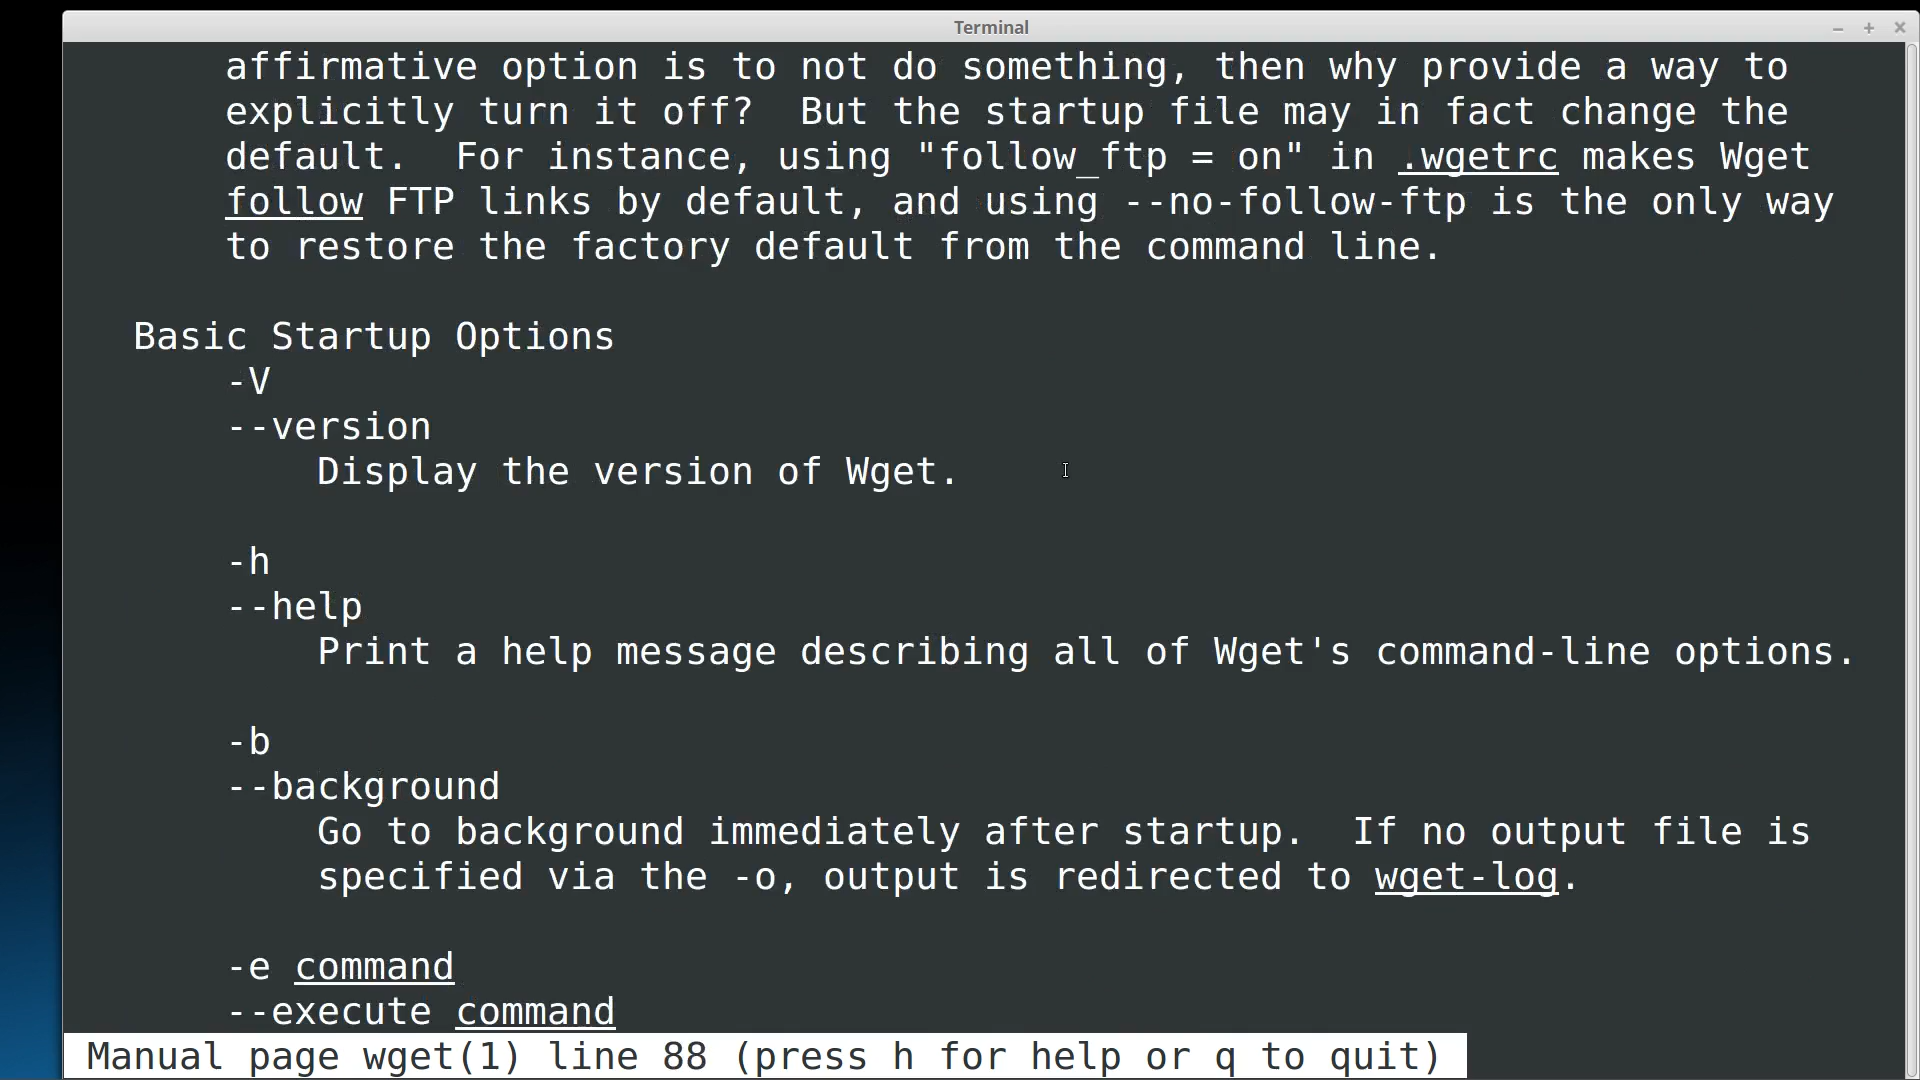 Terminal
affirmative option is to not do something, then why provide a way to
explicitly turn it off?  But the startup file may in fact change the
default.  For instance, using "follow_ftp = on" in .wgetrc makes Wget
follow FTP links by default, and using --no-follow-ftp is the only way
to restore the factory default from the command line.
Basic Startup Options
-V
--version
Display the version of Wget.
-h
--help
Print a help message describing all of Wget's command-line options.
-b
--background
Go to background immediately after startup.  If no output file is
specified via the -o, output is redirected to wget-log.
-e command
--execute command
Manual page wget(1) line 88 (press h for help or q to quit)